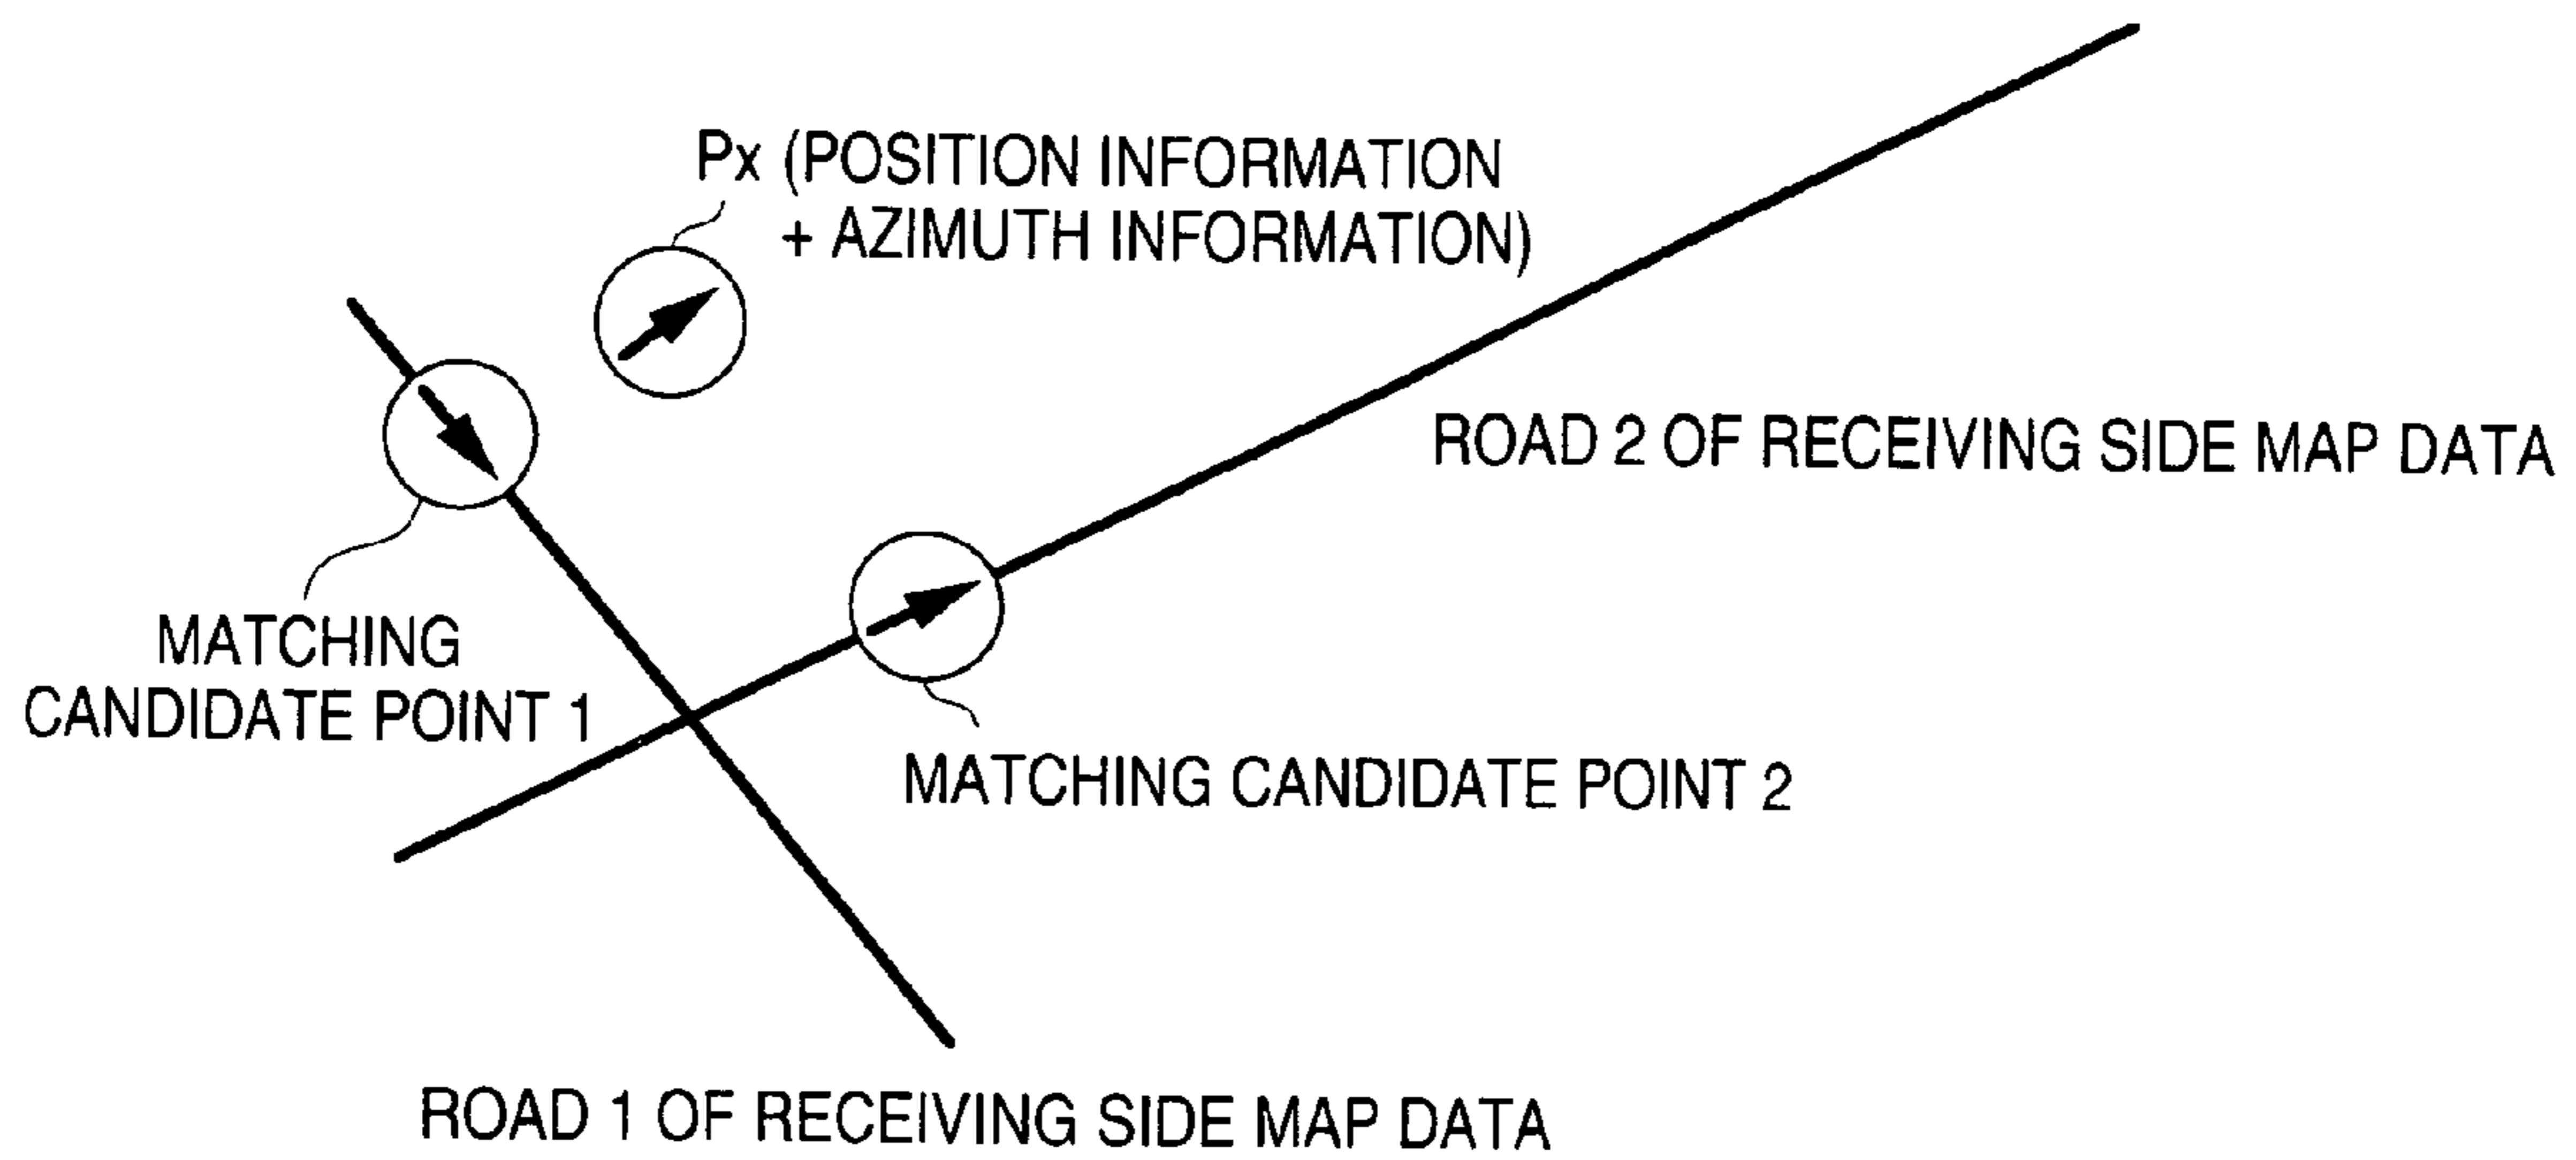 Px (POSITION INFORMATION
+ AZIMUTH INFORMATION)
ROAD 2 OF RECEIVING SIDE MAP DATA
MATCHING
CANDIDATE POINT 1
MATCHING CANDIDATE POINT 2
ROAD 1 OF RECEIVING SIDE MAP DATA